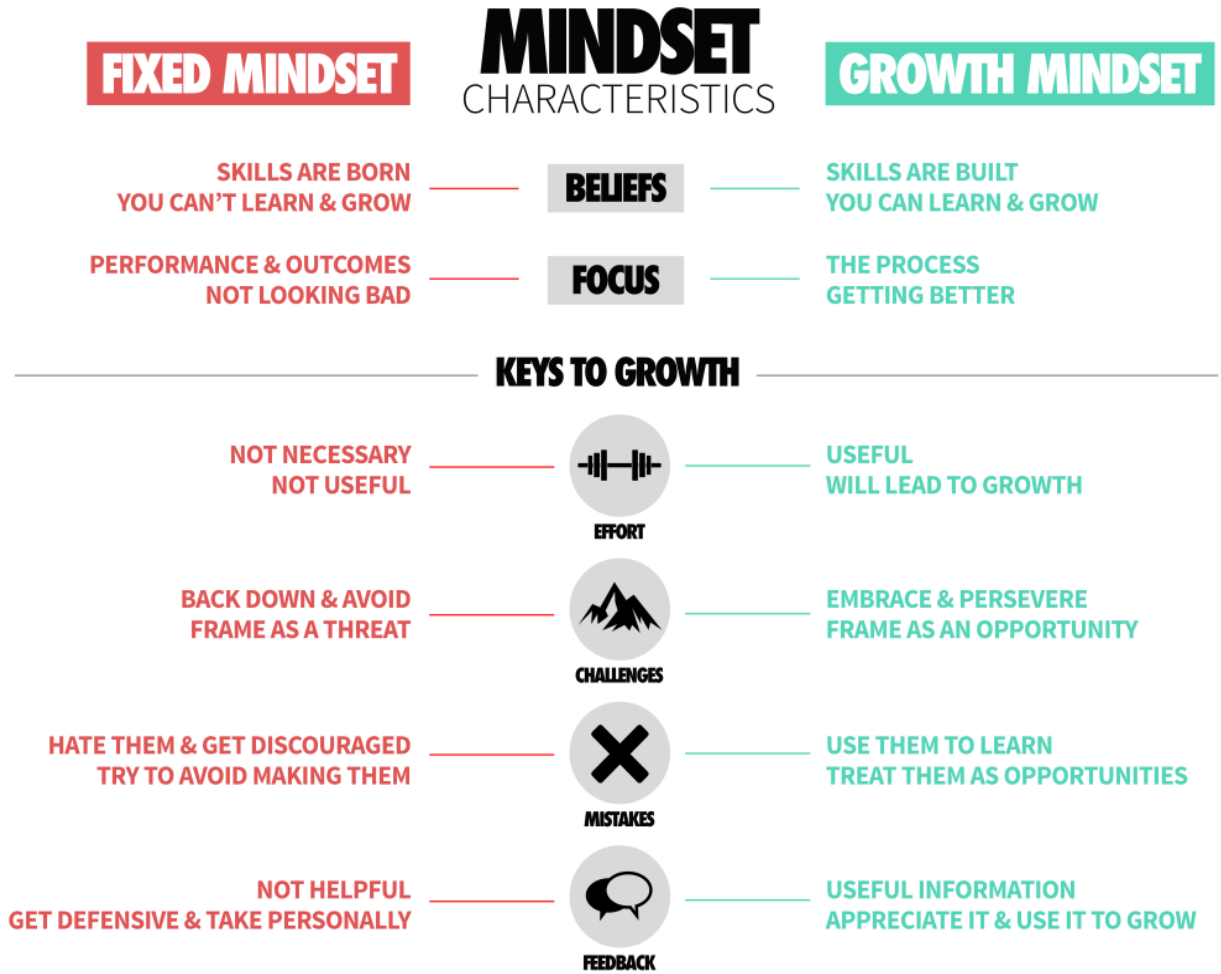 MINDSET
CHARACTERISTICS
FIXED MINDSET
GROWTH MINDSET
SKILLS ARE BORN
YOU CAN'T LEARN & GROW
BELIEFS
SKILLS ARE BUILT
YOU CAN LEARN & GROW
PERFORMANCE & OUTCOMES
NOT LOOKING BAD
FOCUS
THE PROCESS
GETTING BETTER
KEYS TO GROWTH
NOT NECESSARY
NOT USEFUL
EFFORT
USEFUL
WILL LEAD TO GROWTH
BACK DOWN & AVOID
FRAME AS A THREAT
CHALLENGES
EMBRACE & PERSEVERE
FRAME AS AN OPPORTUNITY
HATE THEM & GET DISCOURAGED
TRY TO AVOID MAKING THEM
MISTAKES
USE THEM TO LEARN
TREAT THEM AS OPPORTUNITIES
NOT HELPFUL
GET DEFENSIVE & TAKE PERSONALLY
FEEDBACK
USEFUL INFORMATION
APPRECIATE IT & USE IT TO GROW